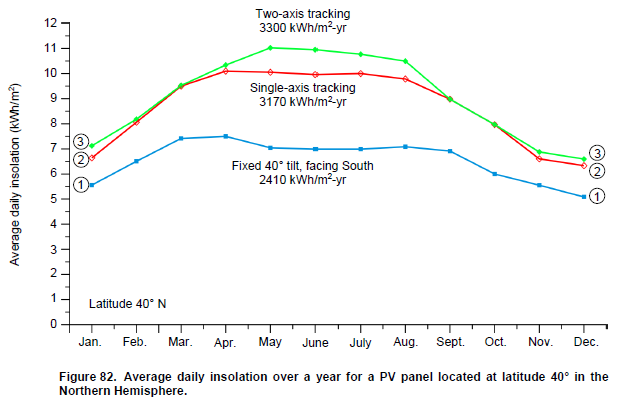 Two-axis tracking
3300 kWh/m²-yr
Average daily insolation (kWh/m²)
12
11
10
9
8
7
6
5
4
3
2
1
0
Single-axis tracking
3170 kWh/m²-yr
3
2
1
Fixed 40° tilt, facing South
2410 kWh/m²-yr
3
2
1
Latitude 40° N
Jan. Feb. Mar. Apr. May June July Aug. Sept. Oct. Nov. Dec.
Figure 82. Average daily insolation over a year for a PV panel located at latitude 40° in the
Northern Hemisphere.